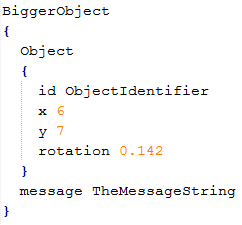 BiggerObject
{
  Object
  {
    id ObjectIdentifier
    x 6
    y 7
    rotation 0.142
  }
  message TheMessageString
}